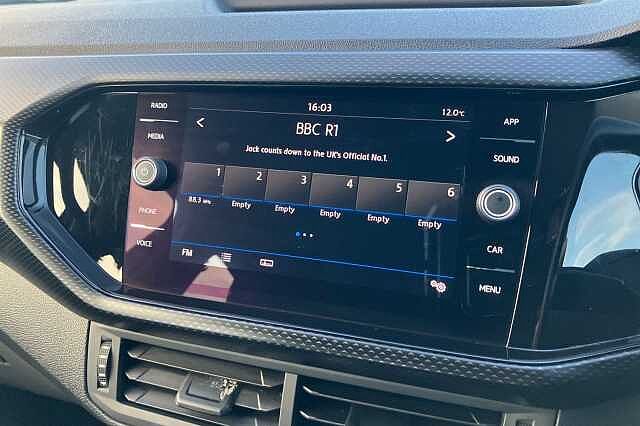 RADIO
16:03
12.0°C
APP
MEDIA
<
BBC R1
>
Jack counts down to the UK's Official No.1.
SOUND
1 2 3 4 5 6
88.3 MHz Empty Empty Empty Empty Empty
PHONE
VOICE
FM
CAR
MENU